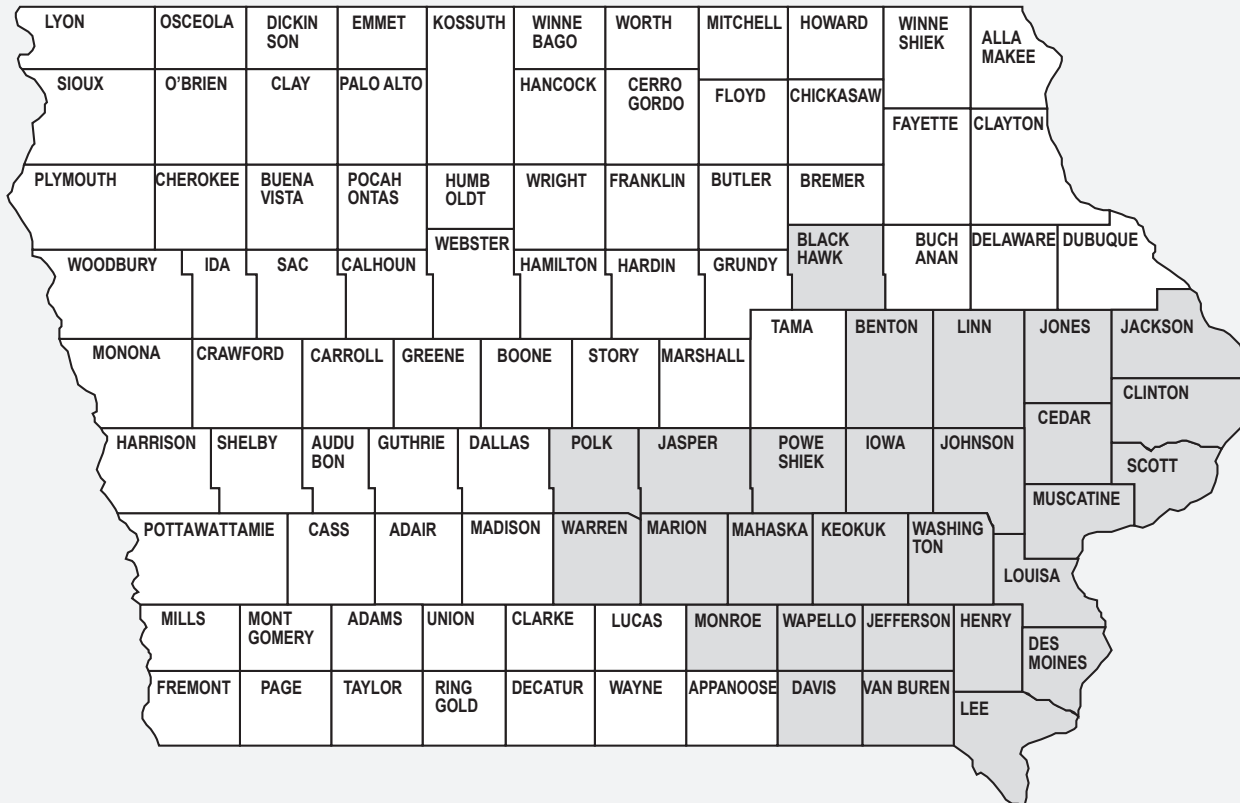 LYON
OSCEOLA
DICKIN
SON
EMMET
KOSSUTH
WINNE
BAGO
WORTH
MITCHELL
HOWARD
WINNE
SHIEK
ALLA
MAKEE
SIOUX
O'BRIEN
CLAY
PALO ALTO
HANCOCK
CERRO
GORDO
FLOYD
CHICKASAW
FAYETTE
CLAYTON
PLYMOUTH
CHEROKEE
BUENA
VISTA
POCAH
ONTAS
HUMB
OLDT
WRIGHT
FRANKLIN
BUTLER
BREMER
WEBSTER
BLACK
HAWK
BUCH
ANAN
DELAWARE
DUBUQUE
WOODBURY
IDA
SAC
CALHOUN
HAMILTON
HARDIN
GRUNDY
TAMA
BENTON
LINN
JONES
JACKSON
MONONA
CRAWFORD
CARROLL
GREENE
BOONE
STORY
MARSHALL
CLINTON
CEDAR
HARRISON
SHELBY
AUDU
BON
GUTHRIE
DALLAS
POLK
JASPER
POWE
SHIEK
IOWA
JOHNSON
SCOTT
MUSCATINE
POTTAWATTAMIE
CASS
ADAIR
MADISON
WARREN
MARION
MAHASKA
KEOKUK
WASHING
TON
LOUISA
MILLS
MONT
GOMERY
ADAMS
UNION
CLARKE
LUCAS
MONROE
WAPELLO
JEFFERSON
HENRY
DES
MOINES
FREMONT
PAGE
TAYLOR
RING
GOLD
DECATUR
WAYNE
APPANOOSE
DAVIS
VAN BUREN
LEE